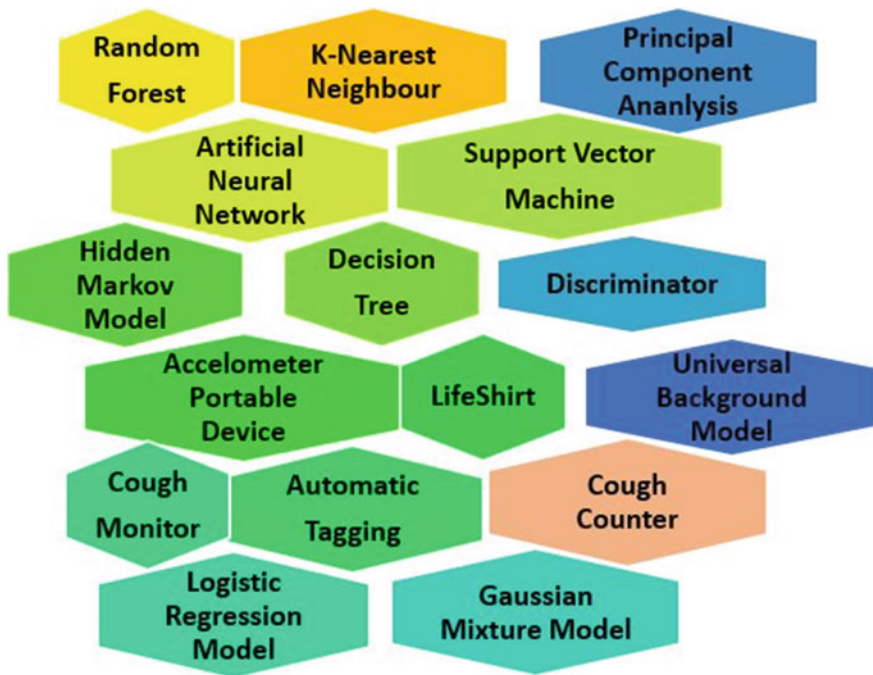 Random
Forest
K-Nearest
Neighbour
Principal
Component
Ananlysis
Artificial
Neural
Network
Support Vector
Machine
Hidden
Markov
Model
Decision
Tree
Discriminator
Accelometer
Portable
Device
LifeShirt
Universal
Background
Model
Cough
Monitor
Automatic
Tagging
Cough
Counter
Logistic
Regression
Model
Gaussian
Mixture Model